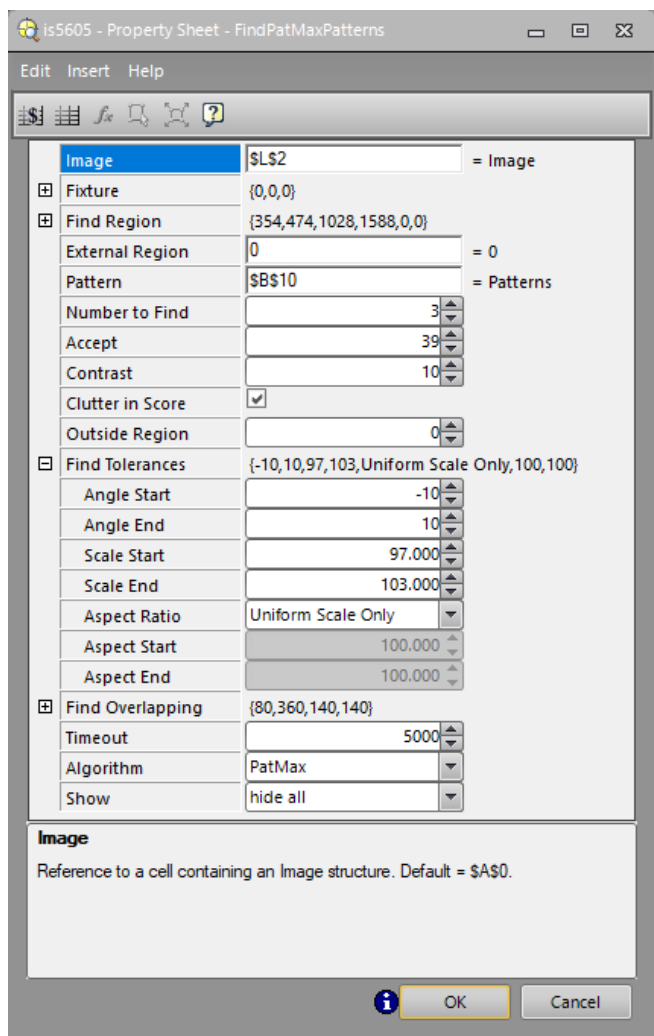 is5605 - Property Sheet - FindPatMaxPatterns
Edit Insert Help
Image $L$2 = Image
Fixture {0,0,0}
Find Region {354,474,1028,1588,0,0}
External Region 0 = 0
Pattern $B$10 = Patterns
Number to Find 3
Accept 39
Contrast 10
Clutter in Score
Outside Region 0
Find Tolerances {-10,10,97,103,Uniform Scale Only,100,100}
Angle Start -10
Angle End 10
Scale Start 97.000
Scale End 103.000
Aspect Ratio Uniform Scale Only
Aspect Start 100.000
Aspect End 100.000
Find Overlapping {80,360,140,140}
Timeout 5000
Algorithm PatMax
Show hide all
Image
Reference to a cell containing an Image structure. Default = $A$0.
OK Cancel